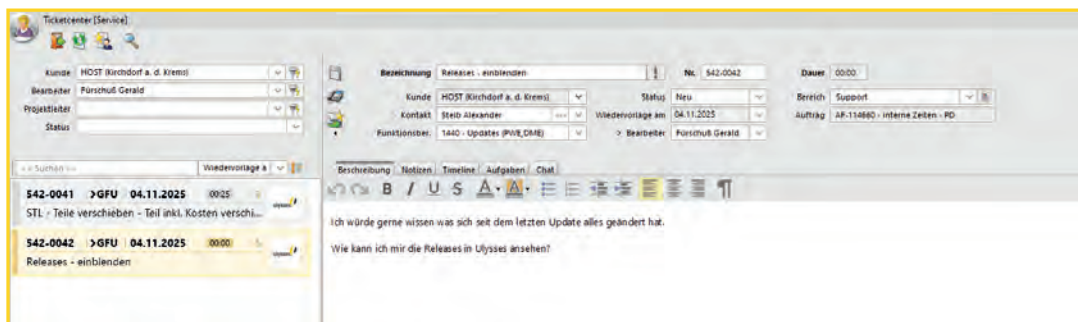 Ticketcenter [Service]
Kunde HOST (Kirchdorf a. d. Krems)
Bearbeiter Fürschuß Gerald
Projektleiter
Status
<< Suchen >> Wiedervorlage a
542-0041 >GFU 04.11.2025 00:25
STL - Teile verschieben - Teil inkl. Kosten verschi...
542-0042 >GFU 04.11.2025 00:00
Releases - einblenden
Bezeichnung Releases - einblenden ! Nr. 542-0042 Dauer 00:00
Kunde HOST (Kirchdorf a. d. Krems) Status Neu Bereich Support
Kontakt Steib Alexander Wiedervorlage am 04.11.2025 Auftrag AF-114660 - Interne Zeiten - PD
Funktionsber. 1440 - Updates (PWE,DME) > Bearbeiter Fürschuß Gerald
Beschreibung Notizen Timeline Aufgaben Chat
B I U S A A
Ich würde gerne wissen was sich seit dem letzten Update alles geändert hat.
Wie kann ich mir die Releases in Ulysses ansehen?